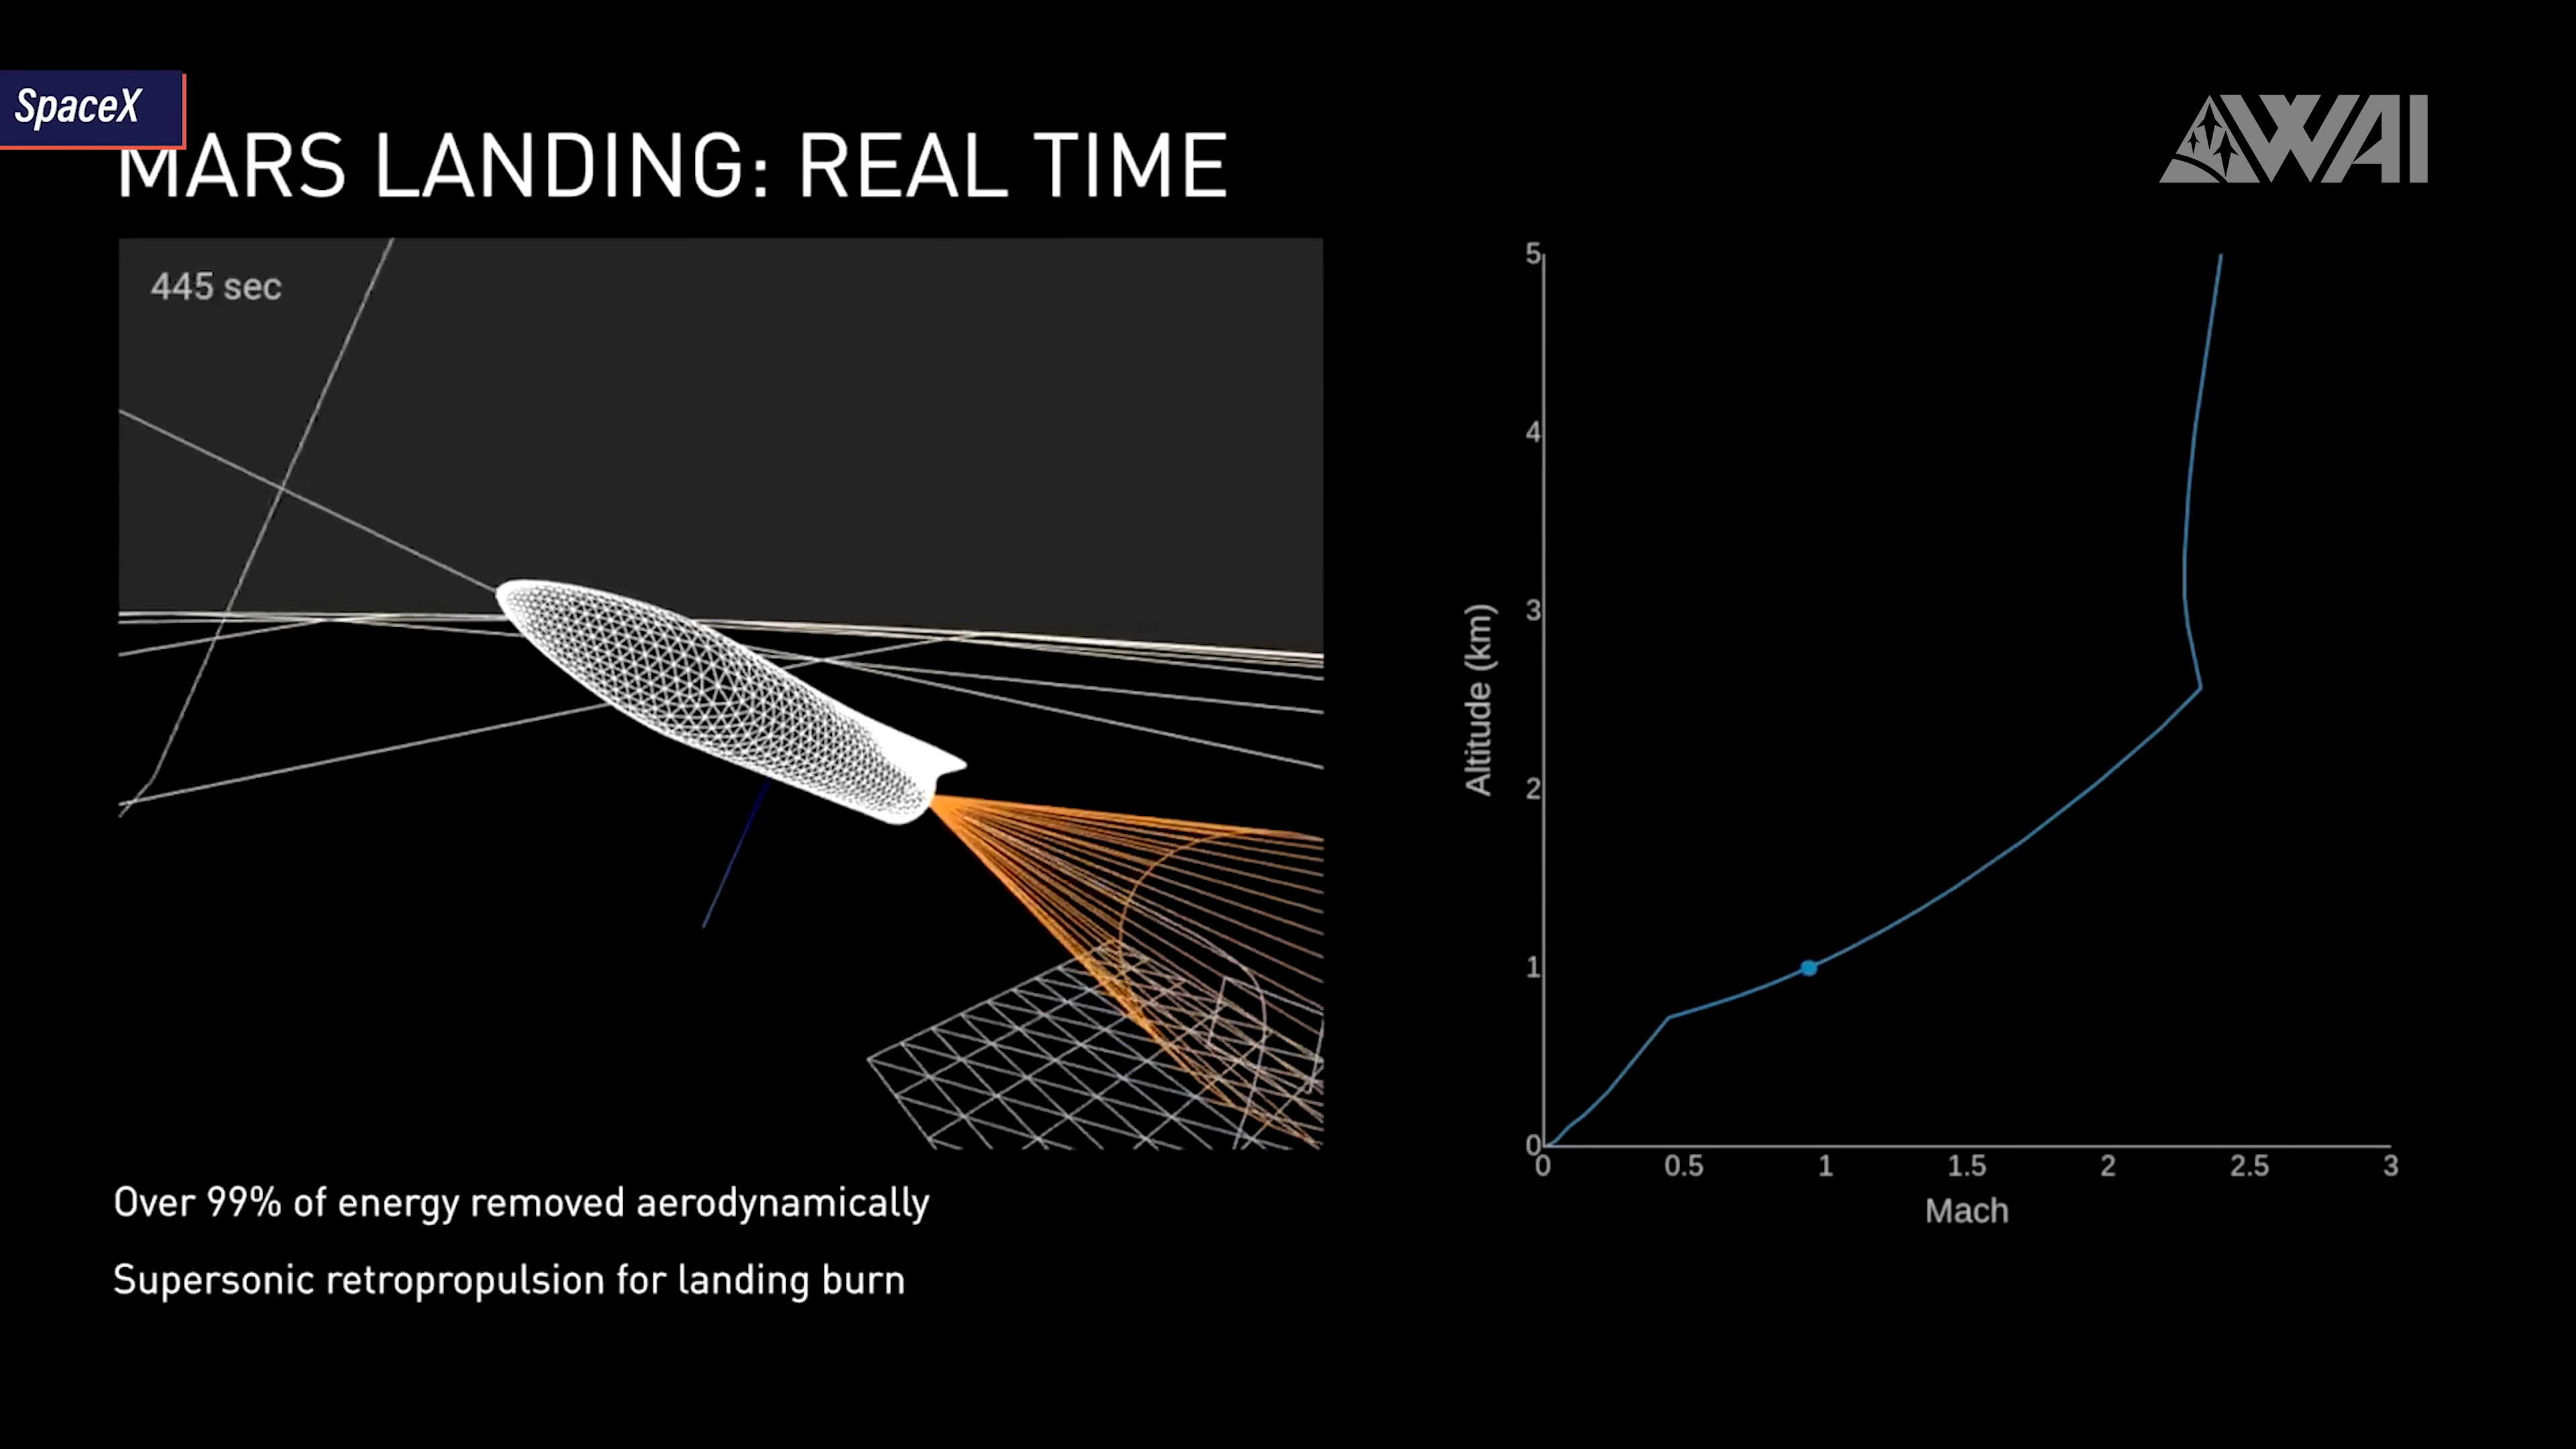 SpaceX
WAI
MARS LANDING: REAL TIME
445 sec
5
4
3
2
1
0
Altitude (km)
0
0.5
1
1.5
2
2.5
3
Mach
Over 99% of energy removed aerodynamically
Supersonic retropropulsion for landing burn